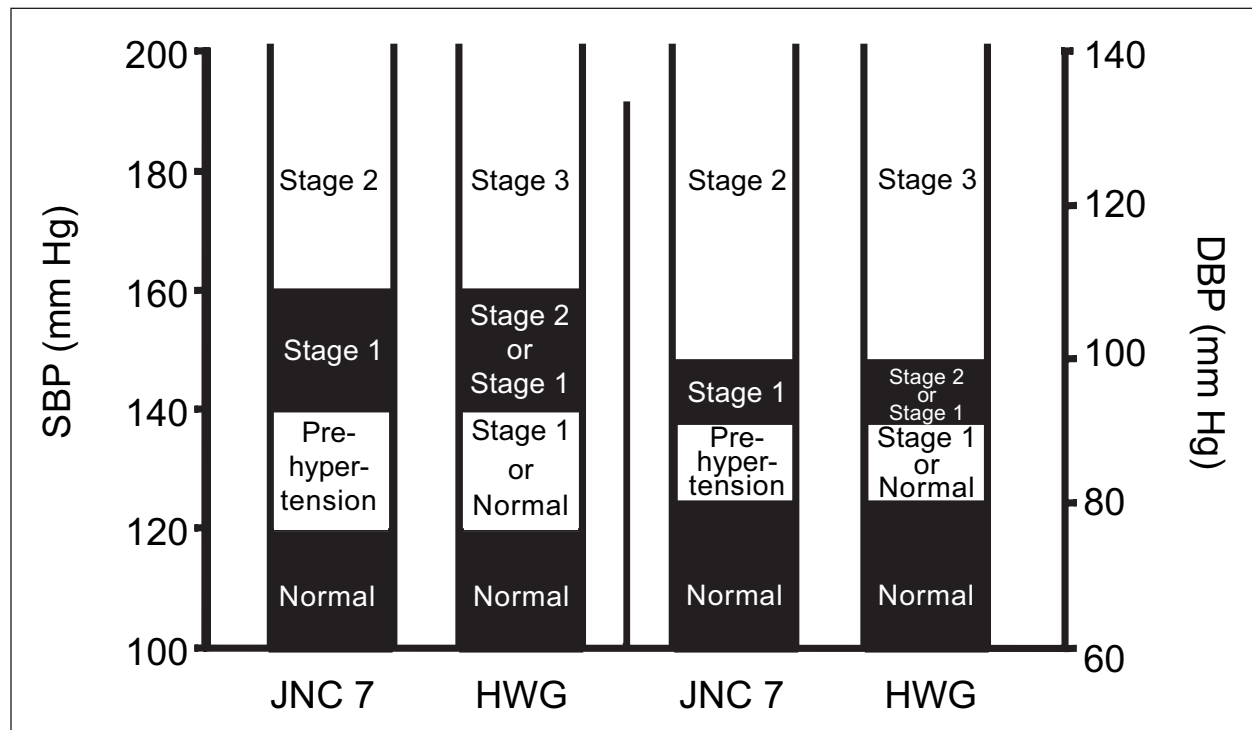 SBP (mm Hg)
200
180
160
140
120
100
Stage 2
Stage 1
Pre-
hyper-
tension
Normal
JNC 7
Stage 3
Stage 2
or
Stage 1
Stage 1
or
Normal
Normal
HWG
Stage 2
Stage 1
Pre-
hyper-
tension
Normal
JNC 7
Stage 3
Stage 2
or
Stage 1
Stage 1
or
Normal
Normal
HWG
140
120
100
80
60
DBP (mm Hg)